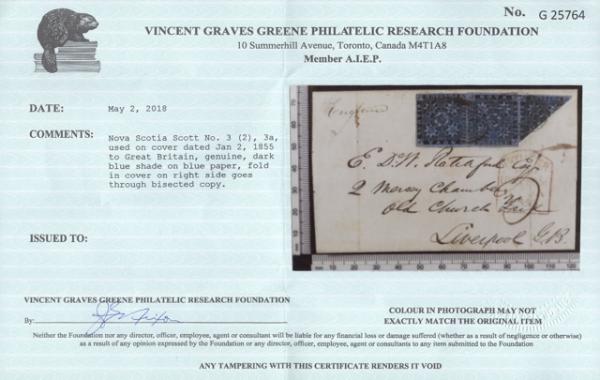 No. G 25764
VINCENT GRAVES GREENE PHILATELIC RESEARCH FOUNDATION
10 Summerhill Avenue, Toronto, Canada M4T1A8
Member A.I.E.P.
DATE: May 2, 2018
COMMENTS: Nova Scotia Scott No. 3 (2), 3a,
used on cover dated Jan 2, 1855
to Great Britain, genuine, dark
blue shade on blue paper, fold
in cover on right side goes
through bisected copy.
England
E. D. W.
2 Mersey Chambers
Old Church
Liverpool G.B.
ISSUED TO:
VINCENT GRAVES GREENE PHILATELIC RESEARCH FOUNDATION
By:
COLOUR IN PHOTOGRAPH MAY NOT
EXACTLY MATCH THE ORIGINAL ITEM
Neither the Foundation nor any director, officer, employee, agent or consultant will be liable for any financial loss or damage suffered (whether as a result of negligence or otherwise)
as a result of any opinion expressed by the Foundation or any director, officer, employee, agent or consultant to any item submitted to the Foundation
ANY TAMPERING WITH THIS CERTIFICATE RENDERS IT VOID